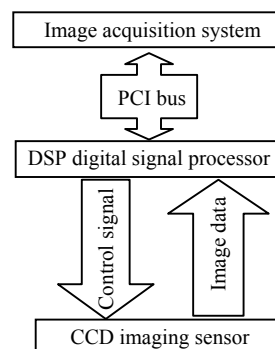 Image acquisition system
PCI bus
DSP digital signal processor
Control signal
Image data
CCD imaging sensor